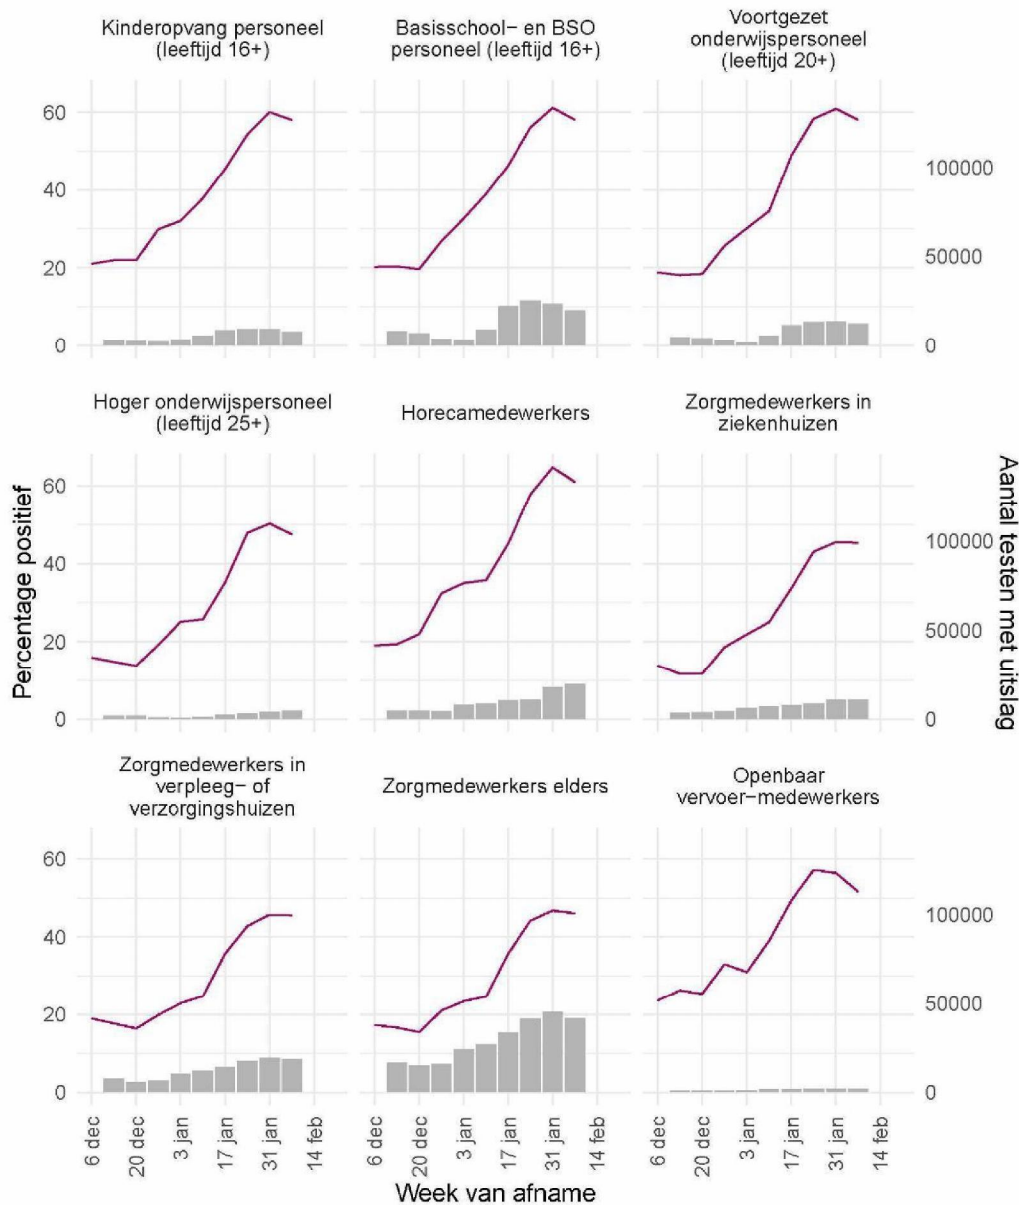 Kinderopvang personeel
(leeftijd 16+)
Basisschool− en BSO
personeel (leeftijd 16+)
Voortgezet
onderwijspersoneel
(leeftijd 20+)
60
40
20
0
100000
50000
0
Hoger onderwijspersoneel
(leeftijd 25+)
Horecamedewerkers
Zorgmedewerkers in
ziekenhuizen
60
40
20
0
100000
50000
0
Percentage positief
Aantal testen met uitslag
Zorgmedewerkers in
verpleeg− of
verzorgingshuizen
Zorgmedewerkers elders
Openbaar
vervoer−medewerkers
60
40
20
0
100000
50000
0
6 dec
20 dec
3 jan
17 jan
31 jan
14 feb
6 dec
20 dec
3 jan
17 jan
31 jan
14 feb
6 dec
20 dec
3 jan
17 jan
31 jan
14 feb
Week van afname